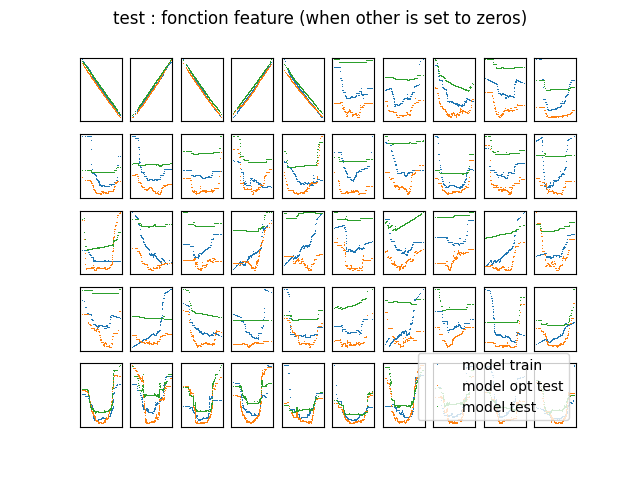 test : fonction feature (when other is set to zeros)
model train
model opt test
model test